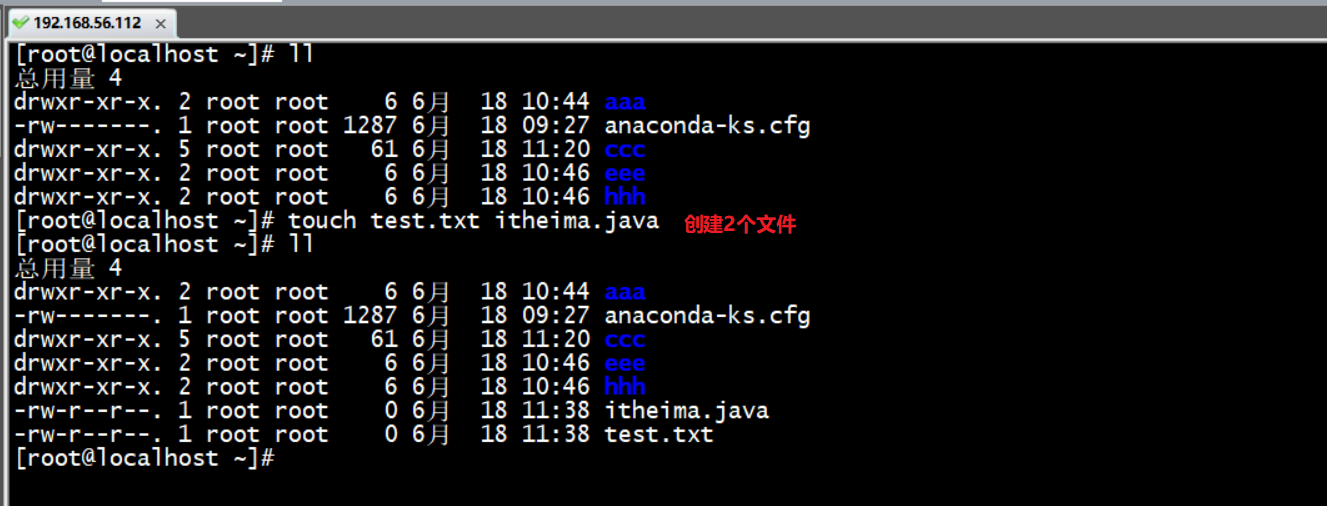 192.168.56.112
[root@localhost ~]# ll
总用量 4
drwxr-xr-x. 2 root root    6 6月  18 10:44 aaa
-rw-------. 1 root root 1287 6月  18 09:27 anaconda-ks.cfg
drwxr-xr-x. 5 root root   61 6月  18 11:20 ccc
drwxr-xr-x. 2 root root    6 6月  18 10:46 eee
drwxr-xr-x. 2 root root    6 6月  18 10:46 hhh
[root@localhost ~]# touch test.txt itheima.java 创建2个文件
[root@localhost ~]# ll
总用量 4
drwxr-xr-x. 2 root root    6 6月  18 10:44 aaa
-rw-------. 1 root root 1287 6月  18 09:27 anaconda-ks.cfg
drwxr-xr-x. 5 root root   61 6月  18 11:20 ccc
drwxr-xr-x. 2 root root    6 6月  18 10:46 eee
drwxr-xr-x. 2 root root    6 6月  18 10:46 hhh
-rw-r--r--. 1 root root    0 6月  18 11:38 itheima.java
-rw-r--r--. 1 root root    0 6月  18 11:38 test.txt
[root@localhost ~]#